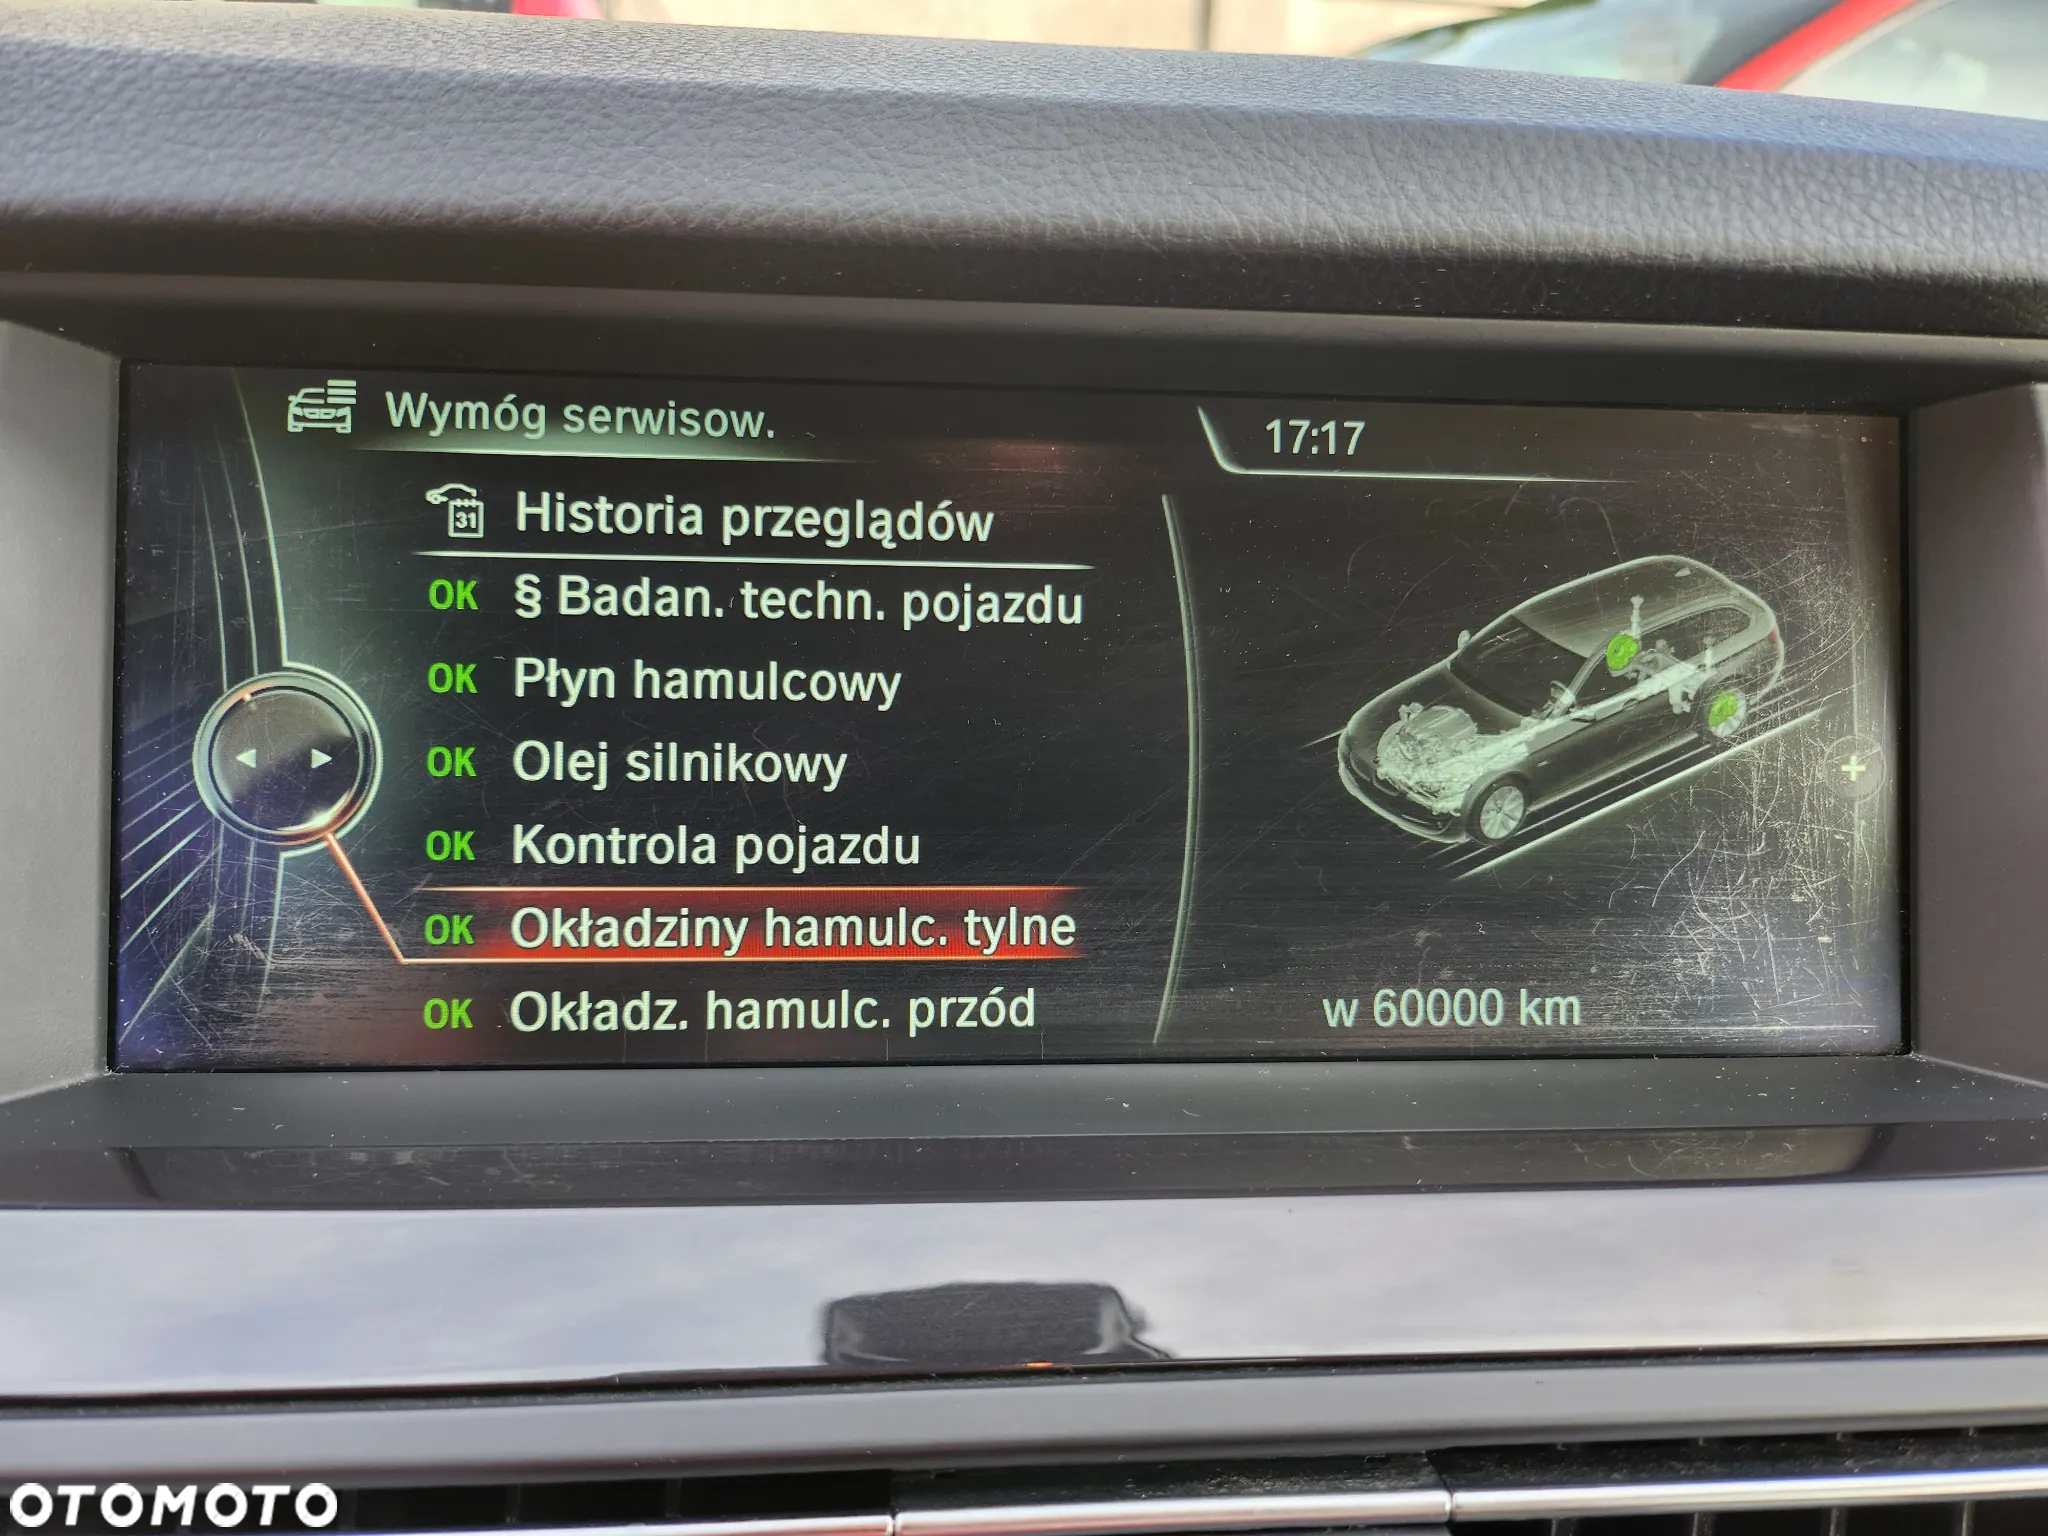 Wymóg serwisow.
17:17
31 Historia przeglądów
OK § Badan. techn. pojazdu
OK Płyn hamulcowy
OK Olej silnikowy
OK Kontrola pojazdu
OK Okładziny hamulc. tylne
OK Okładz. hamulc. przód
w 60000 km
OTOMOTO